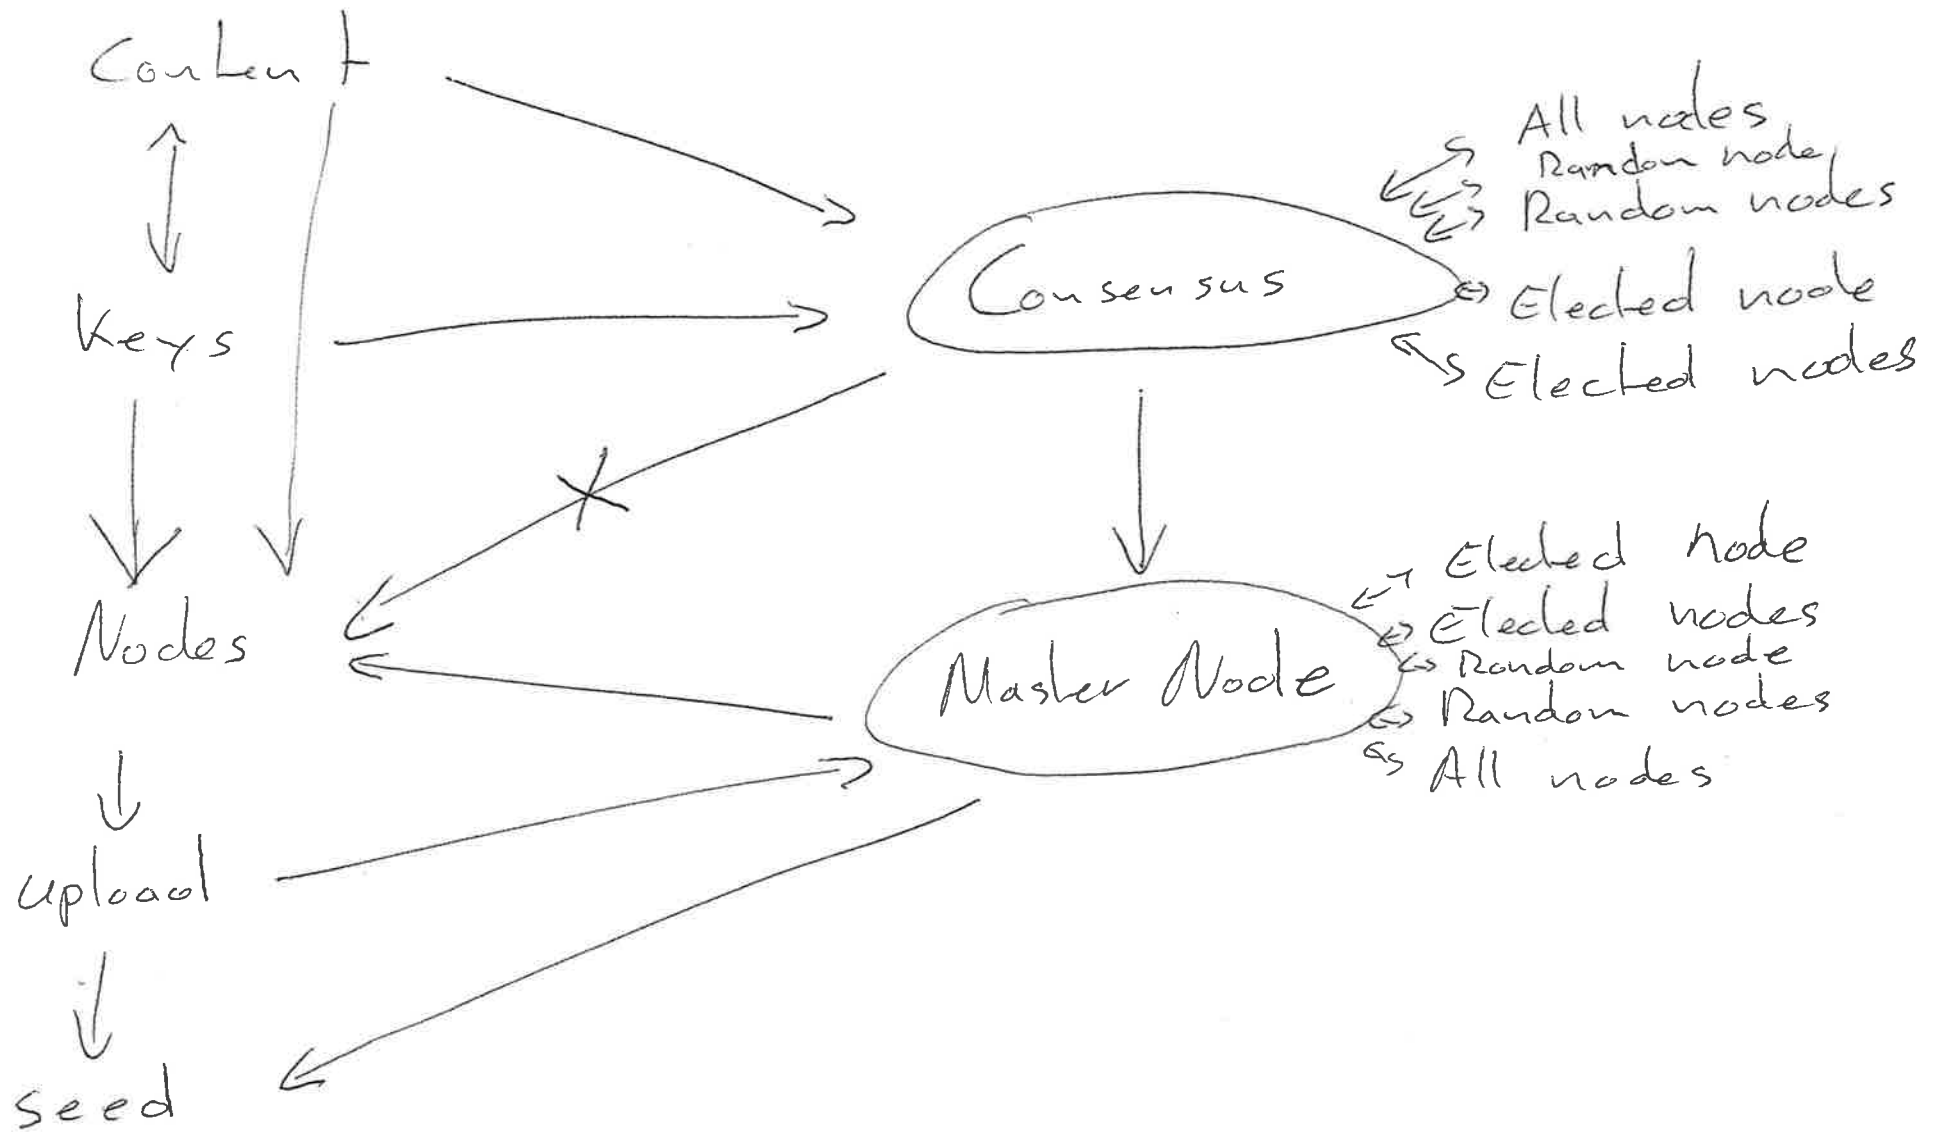 Content
Keys
Nodes
upload
seed
Consensus
All nodes
Random node
Random nodes
Elected node
Elected nodes
Master Node
Elected node
Elected nodes
Random node
Random nodes
All nodes